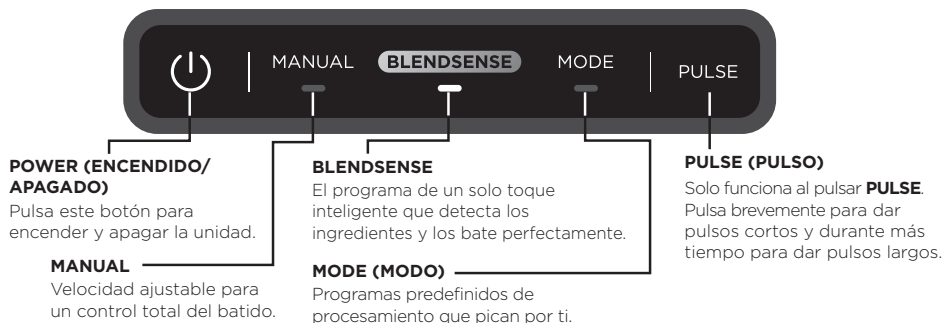 MANUAL
BLENDSENSE
MODE
PULSE
POWER (ENCENDIDO/
APAGADO)
Pulsa este botón para
encender y apagar la unidad.
MANUAL
Velocidad ajustable para
un control total del batido.
BLENDSENSE
El programa de un solo toque
inteligente que detecta los
ingredientes y los bate perfectamente.
MODE (MODO)
Programas predefinidos de
procesamiento que pican por ti.
PULSE (PULSO)
Solo funciona al pulsar PULSE.
Pulsa brevemente para dar
pulsos cortos y durante más
tiempo para dar pulsos largos.